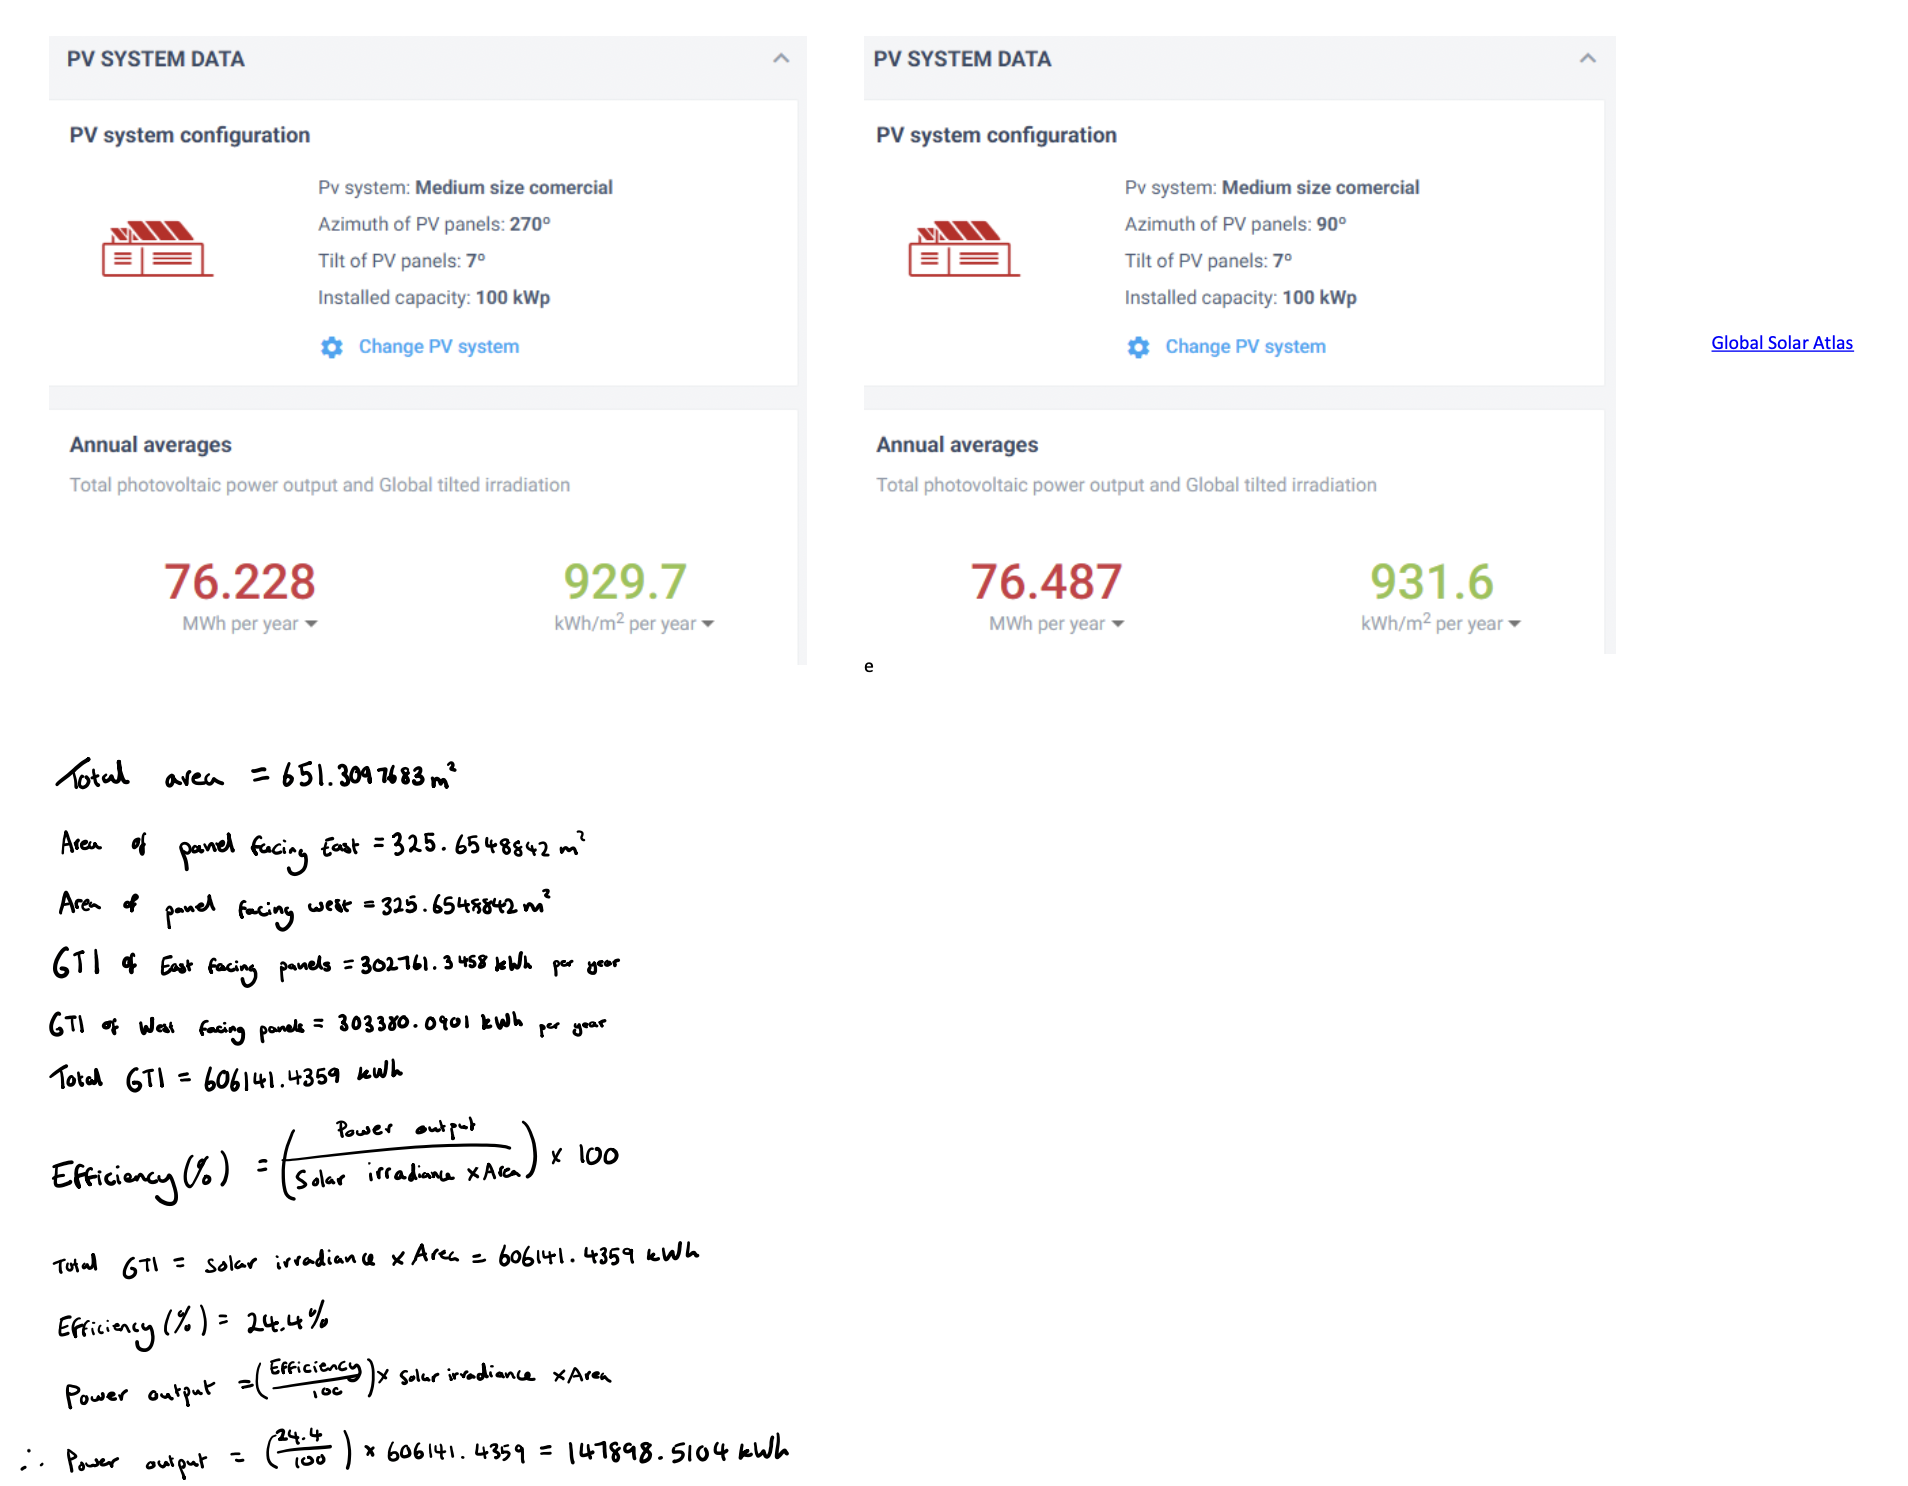 PV SYSTEM DATA
PV system configuration
Pv system: Medium size comercial
Azimuth of PV panels: 270º
Tilt of PV panels: 7º
Installed capacity: 100 kWp
Change PV system
Annual averages
Total photovoltaic power output and Global tilted irradiation
76.228 929.7
MWh per year kWh/m² per year
PV SYSTEM DATA
PV system configuration
Pv system: Medium size comercial
Azimuth of PV panels: 90º
Tilt of PV panels: 7º
Installed capacity: 100 kWp
Change PV system
Annual averages
Total photovoltaic power output and Global tilted irradiation
76.487 931.6
MWh per year kWh/m² per year
e
Global Solar Atlas
Total area = 651.3097683 m²
Area of panel facing East = 325.6548842 m²
Area of panel facing west = 325.6548842 m²
GTI of East facing panels = 302761.3458 kWh per year
GTI of West facing panels = 303380.0901 kWh per year
Total GTI = 606141.4359 kWh
Efficiency (%) = (Power output / Solar irradiance × Area) × 100
Total GTI = Solar irradiance × Area = 606141.4359 kWh
Efficiency (%) = 24.4%
Power output = (Efficiency / 100) × Solar irradiance × Area
∴ Power output = (24.4 / 100) × 606141.4359 = 147898.5104 kWh